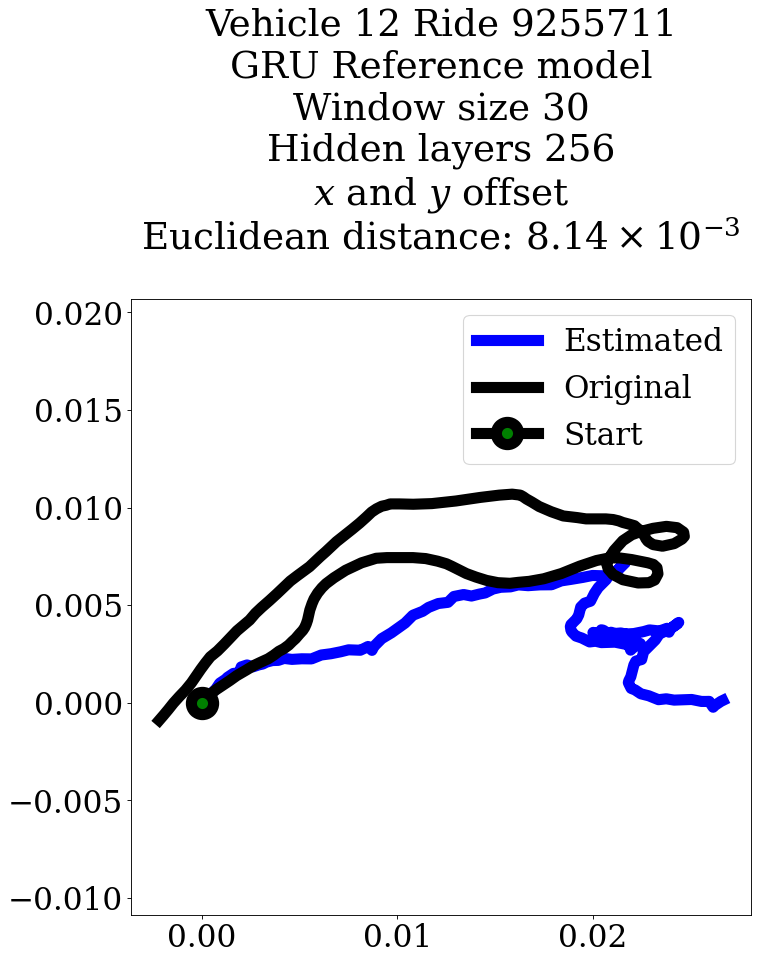 Vehicle 12 Ride 9255711
GRU Reference model
Window size 30
Hidden layers 256
x and y offset
Euclidean distance: 8.14 × 10⁻³
Estimated
Original
Start
0.020
0.015
0.010
0.005
0.000
−0.005
−0.010
0.00 0.01 0.02